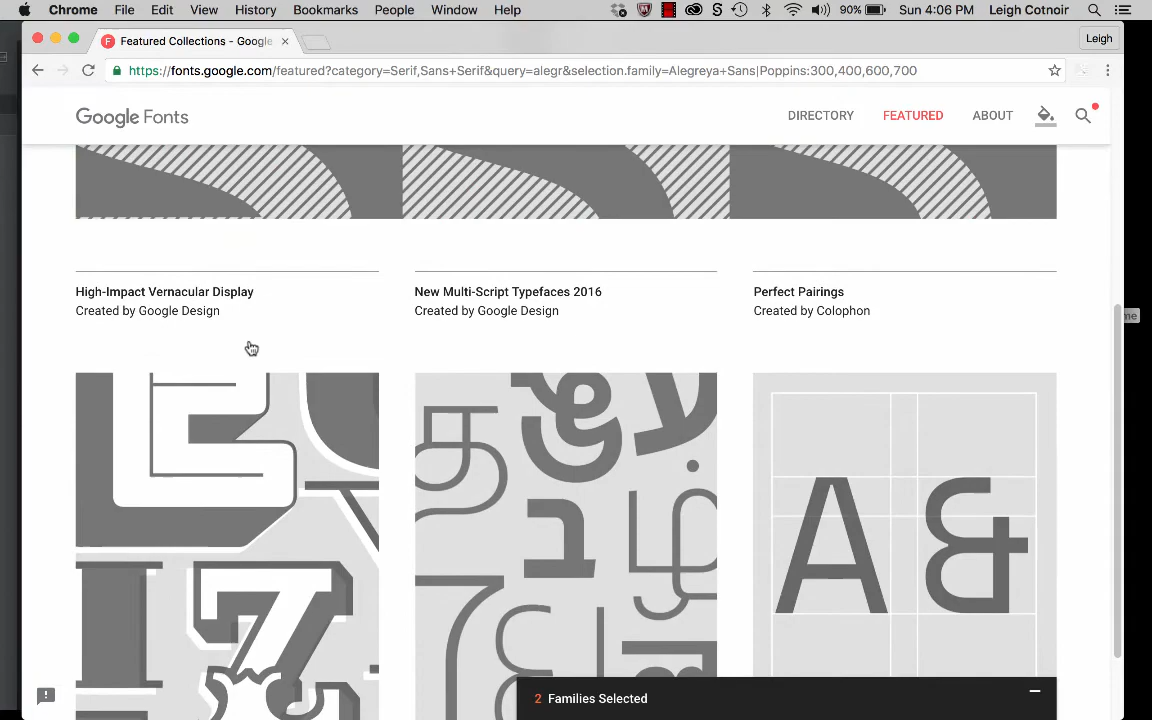 Chrome File Edit View History Bookmarks People Window Help 90% Sun 4:06 PM Leigh Cotnoir
Featured Collections - Google
Leigh
https://fonts.google.com/featured?category=Serif,Sans+Serif&query=alegr&selection.family=Alegreya+Sans|Poppins:300,400,600,700
Google Fonts DIRECTORY FEATURED ABOUT
High-Impact Vernacular Display
Created by Google Design
New Multi-Script Typefaces 2016
Created by Google Design
Perfect Pairings
Created by Colophon
me
A&
2 Families Selected